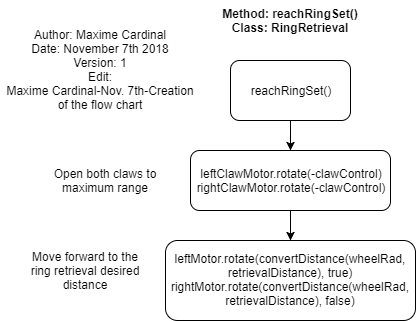 Method: reachRingSet()
Class: RingRetrieval
Author: Maxime Cardinal
Date: November 7th 2018
Version: 1
Edit:
Maxime Cardinal-Nov. 7th-Creation
of the flow chart
reachRingSet()
Open both claws to
maximum range
leftClawMotor.rotate(-clawControl)
rightClawMotor.rotate(-clawControl)
Move forward to the
ring retrieval desired
distance
leftMotor.rotate(convertDistance(wheelRad,
retrievalDistance), true)
rightMotor.rotate(convertDistance(wheelRad,
retrievalDistance), false)